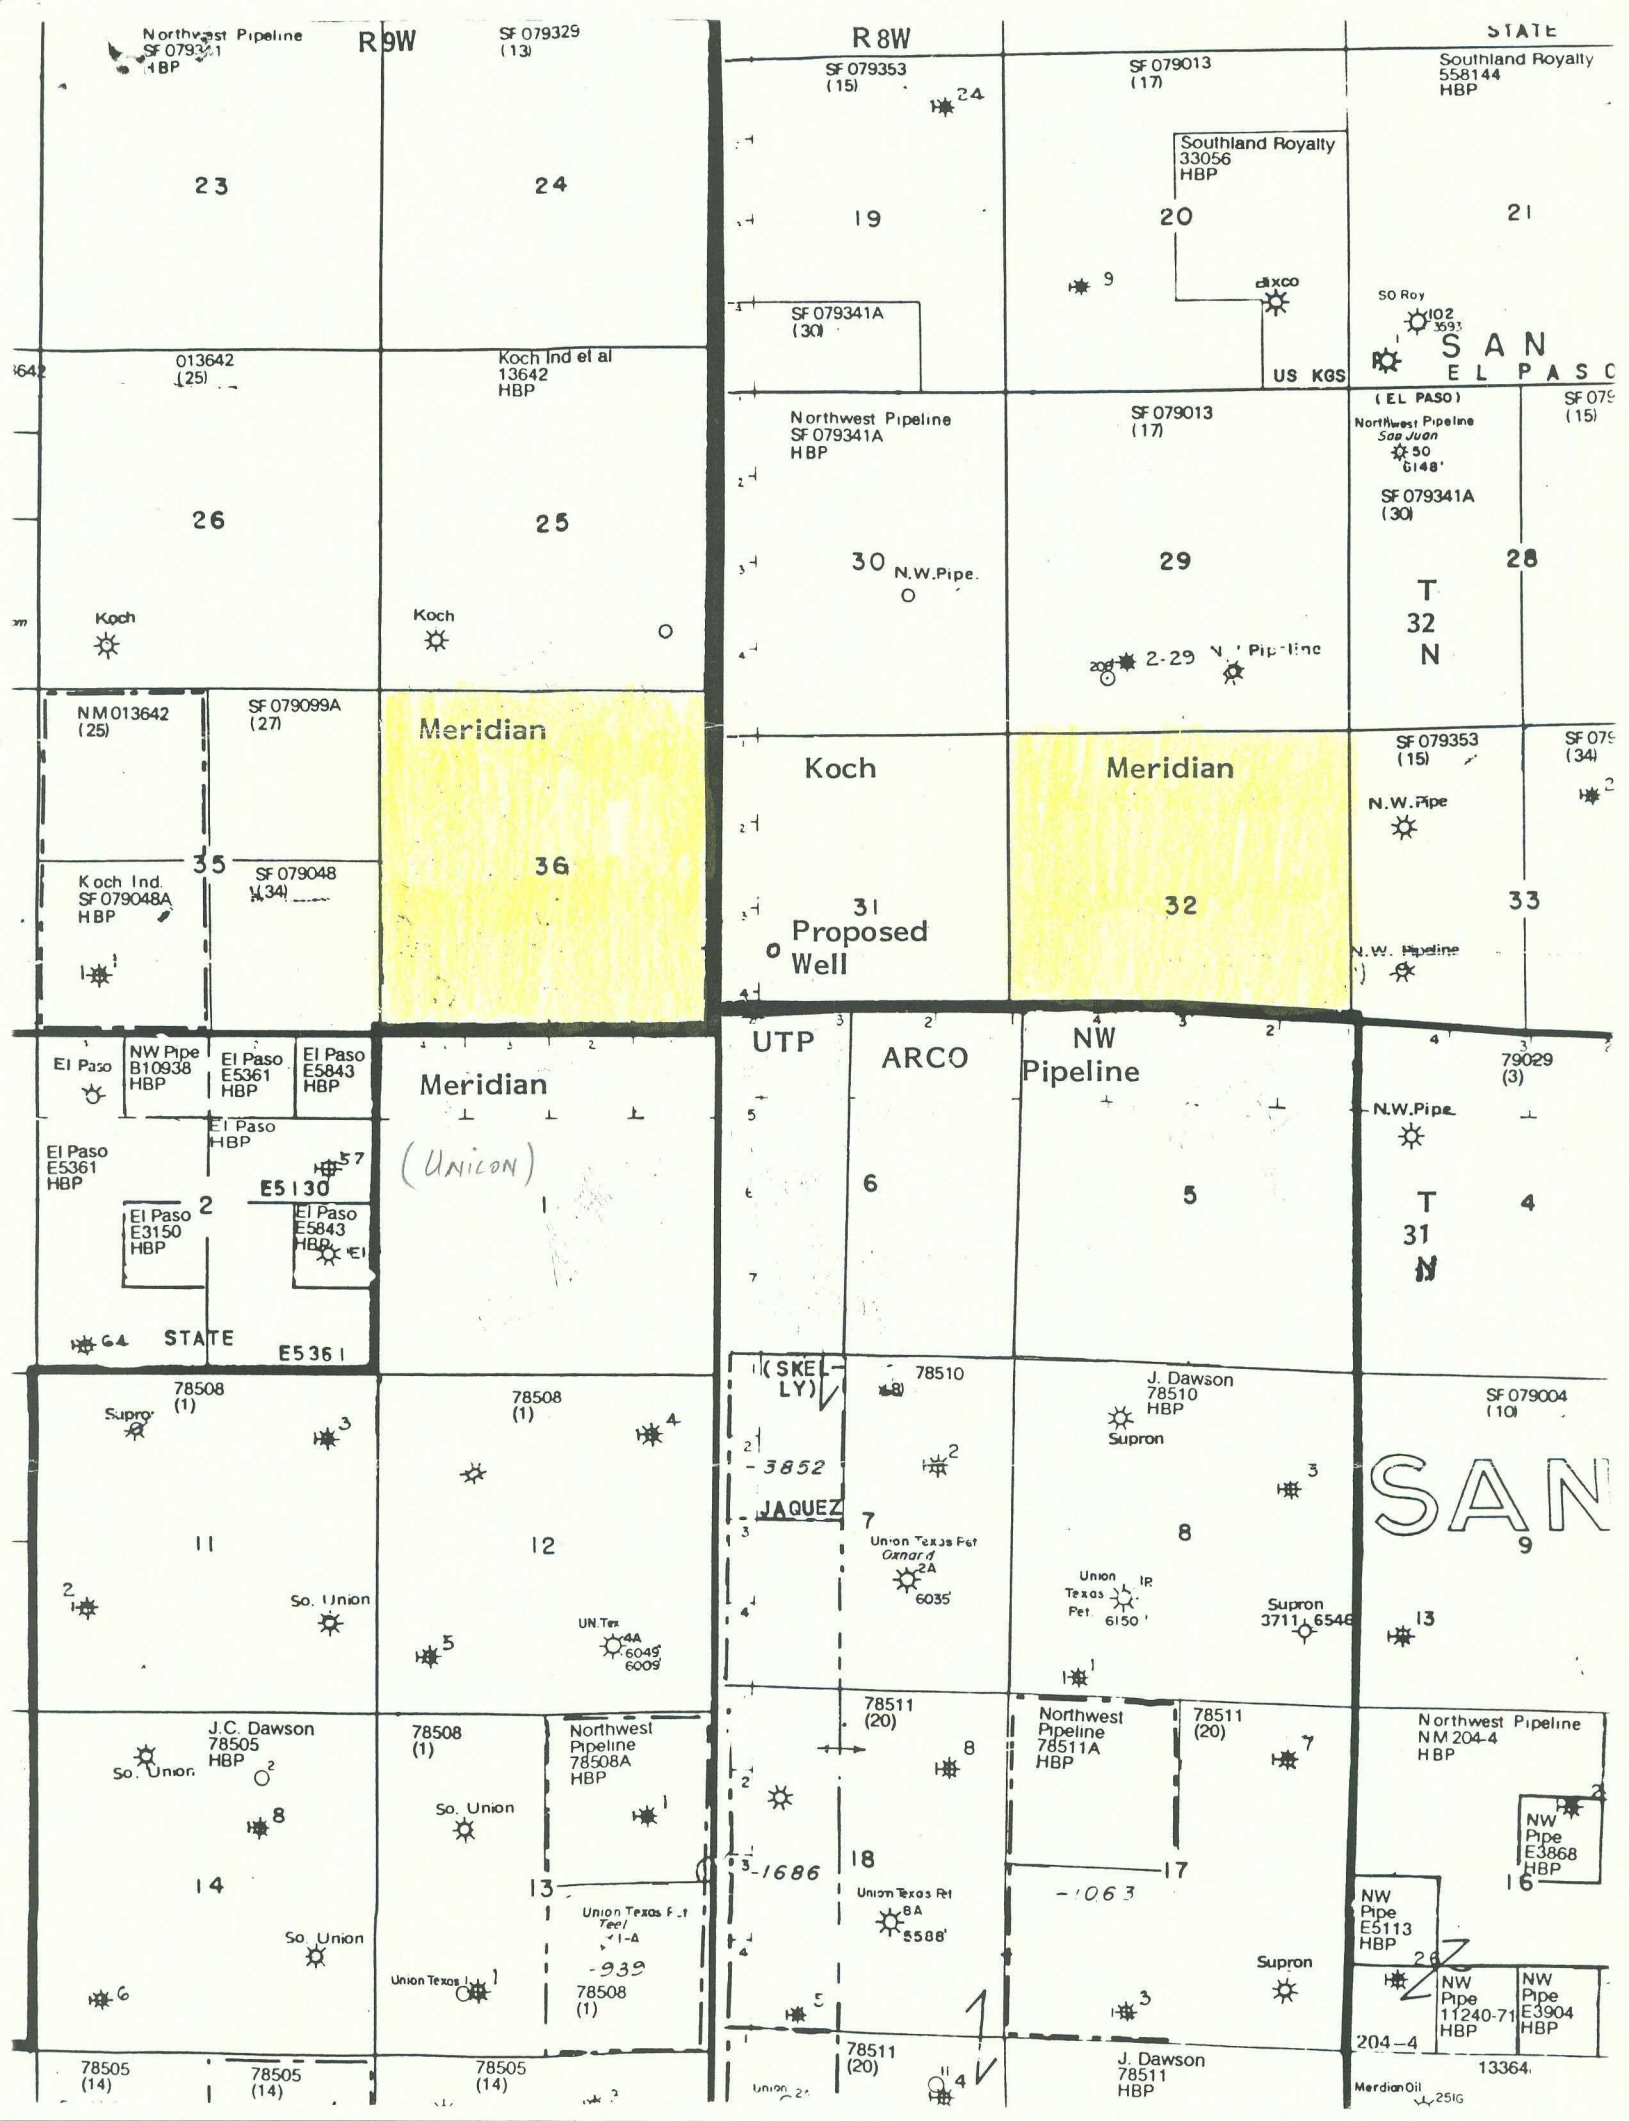 Northwest Pipeline
HBP
R9W
SF 079329
(13)
R8W
SF 079353
(15)
24
SF 079013
(17)
STATE
Southland Royalty
558144
HBP
Southland Royalty
33056
HBP
23
24
19
20
21
9
dixco
SO Roy
102
3593
SF 079341A
(30)
US KGS
SAN
EL PASO
013642
(25)
Koch Ind et al
13642
HBP
Northwest Pipeline
SF 079341A
HBP
SF 079013
(17)
(EL PASO)
Northwest Pipeline
San Juan
50
6148'
SF 079341A
(30)
(15)
26
25
30
N.W.Pipe.
29
28
T
32
N
Koch
Koch
2-29
NM013642
(25)
SF 079099A
(27)
Meridian
Koch
Meridian
SF 079353
(15)
(34)
N.W.Pipe
35
36
Koch Ind.
SF 079048A
HBP
SF 079048
(34)
31
Proposed
Well
32
33
N.W. Pipeline
1
El Paso
NW Pipe
B10938
HBP
El Paso
E5361
HBP
El Paso
E5843
HBP
Meridian
UTP
ARCO
NW
Pipeline
79029
(3)
N.W.Pipe
El Paso
E5361
HBP
El Paso
HBP
57
E5130
(UNICON)
2
El Paso
E3150
HBP
El Paso
E5843
HBP
1
6
5
T
31
N
4
64
STATE
E5361
78508
(1)
78508
(1)
(SKEL-
LY)
78510
J. Dawson
78510
HBP
Supron
SF 079004
(10)
3
4
-3852
2
3
SAN
JAQUEZ
7
11
12
8
9
Union Texas Pet
Oxnard
2A
6035
Union
Texas
Pet.
6150'
Supron
3711, 6546
13
2
So. Union
5
UN.Tex
4A
6049'
6009'
1
J.C. Dawson
78505
HBP
So. Union
2
8
78508
(1)
Northwest
Pipeline
78508A
HBP
So. Union
1
78511
(20)
8
Northwest
Pipeline
78511A
HBP
78511
(20)
7
Northwest Pipeline
NM 204-4
HBP
NW
Pipe
E3868
HBP
14
13
-1686
18
17
-1063
16
NW
Pipe
E5113
HBP
Teel
1-A
-939
78508
(1)
Union Texas Pet
8A
5588'
So. Union
6
Union Texas
1
5
3
Supron
26
NW
Pipe
11240-71
HBP
NW
Pipe
E3904
HBP
204-4
78505
(14)
78505
(14)
78505
(14)
78511
(20)
4
J. Dawson
78511
HBP
13364
Merdian Oil
251G